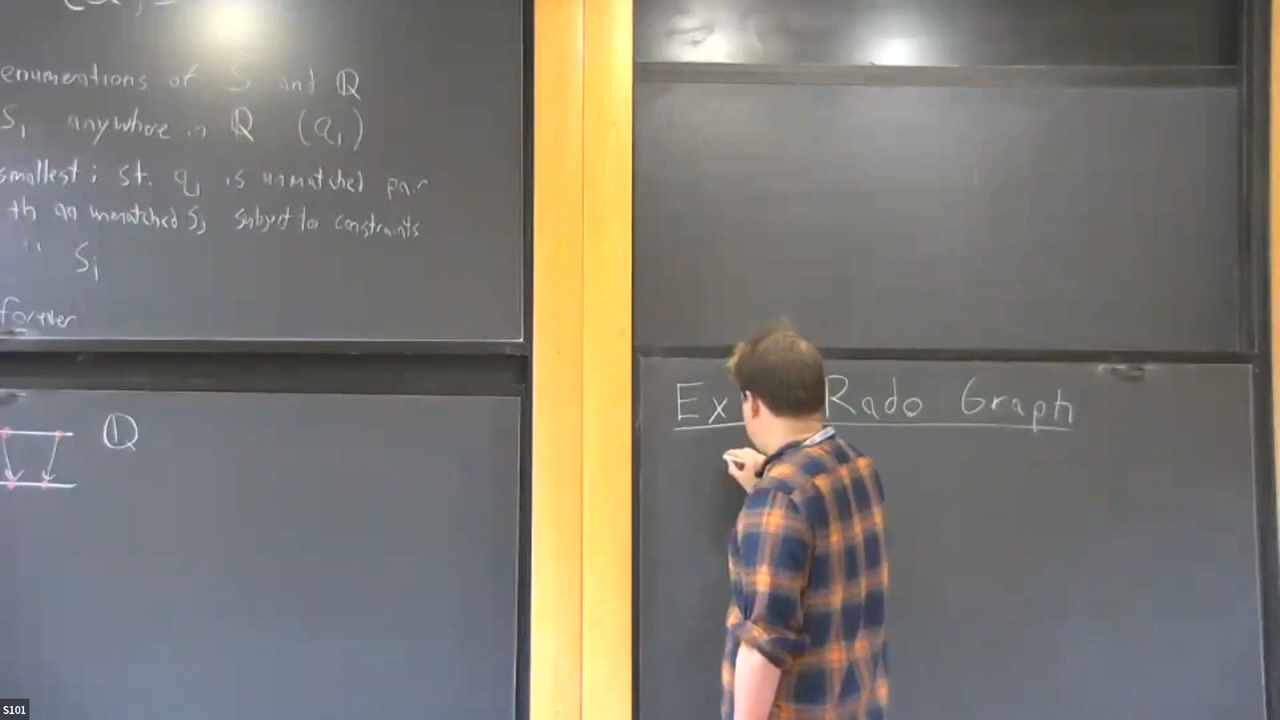 enumerations of S and ℚ
S₁ anywhere in ℚ (q₁)
smallest i st. qᵢ is unmatched pair
th an unmatched Sⱼ subject to constraints
" Sᵢ
forever
ℚ
Ex Rado Graph
S101